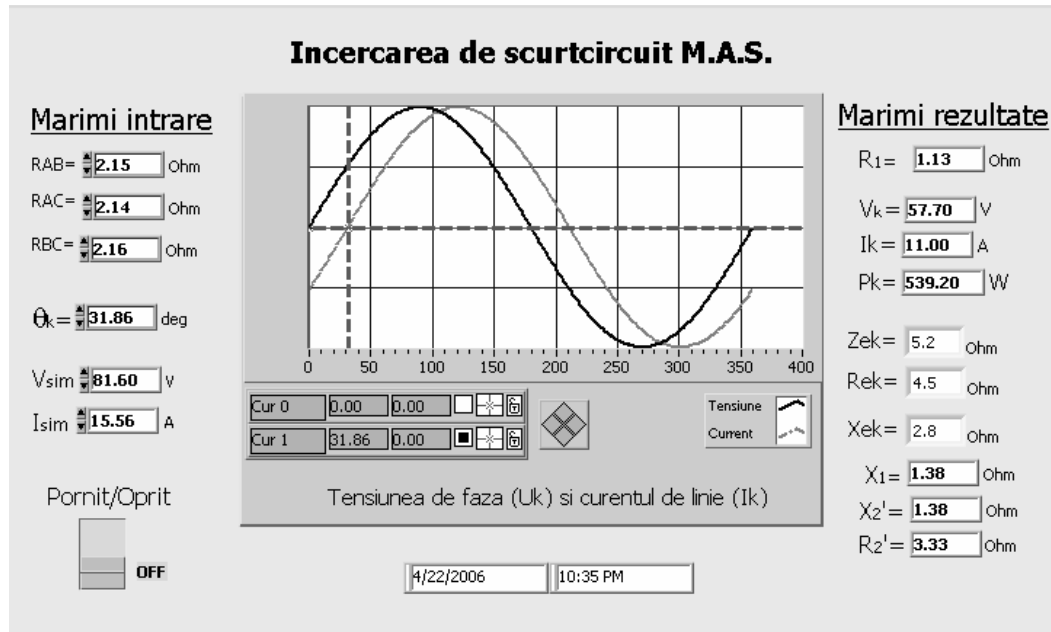 Incercarea de scurtcircuit M.A.S.
Marimi intrare
RAB= 2.15 Ohm
RAC= 2.14 Ohm
RBC= 2.16 Ohm
θk= 31.86 deg
Vsim 81.60 V
Isim 15.56 A
Pornit/Oprit
OFF
0 50 100 150 200 250 300 350 400
Cur 0 0.00 0.00
Cur 1 31.86 0.00
Tensiune
Current
Tensiunea de faza (Uk) si curentul de linie (Ik)
4/22/2006 10:35 PM
Marimi rezultate
R1= 1.13 Ohm
Vk= 57.70 V
Ik= 11.00 A
Pk= 539.20 W
Zek= 5.2 Ohm
Rek= 4.5 Ohm
Xek= 2.8 Ohm
X1= 1.38 Ohm
X2'= 1.38 Ohm
R2'= 3.33 Ohm